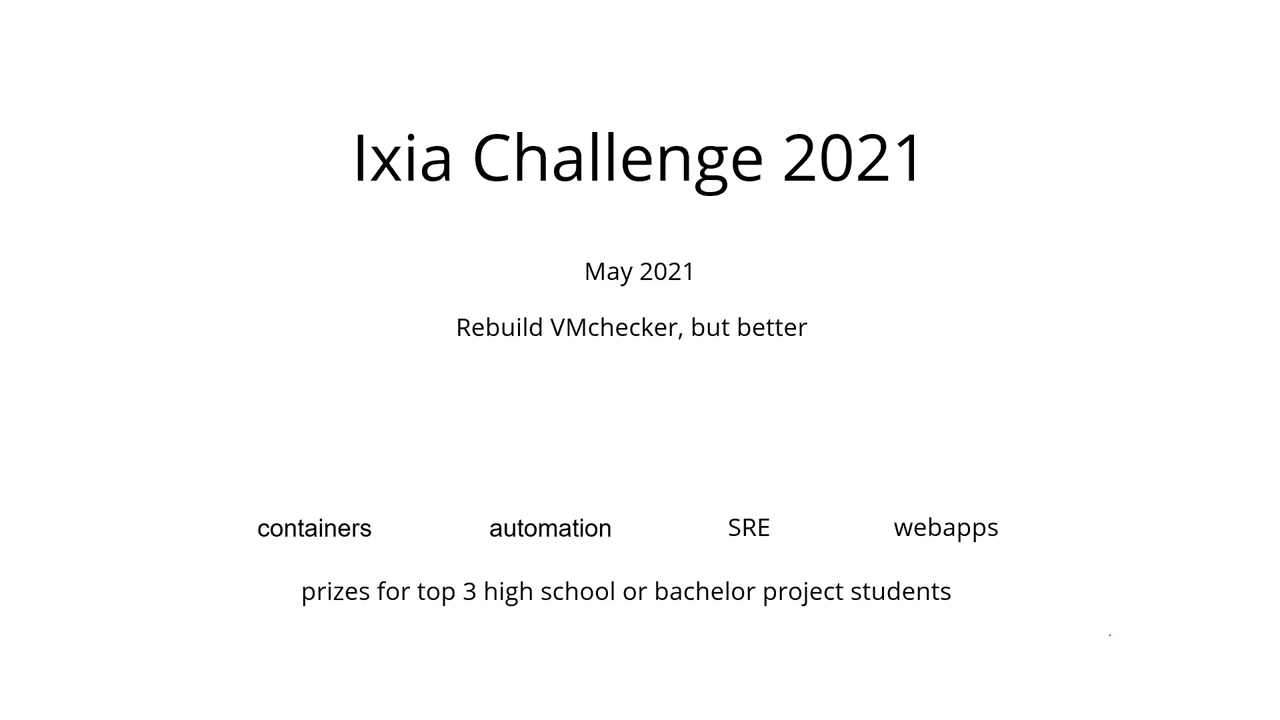 Ixia Challenge 2021
May 2021
Rebuild VMchecker, but better
containers automation SRE webapps
prizes for top 3 high school or bachelor project students